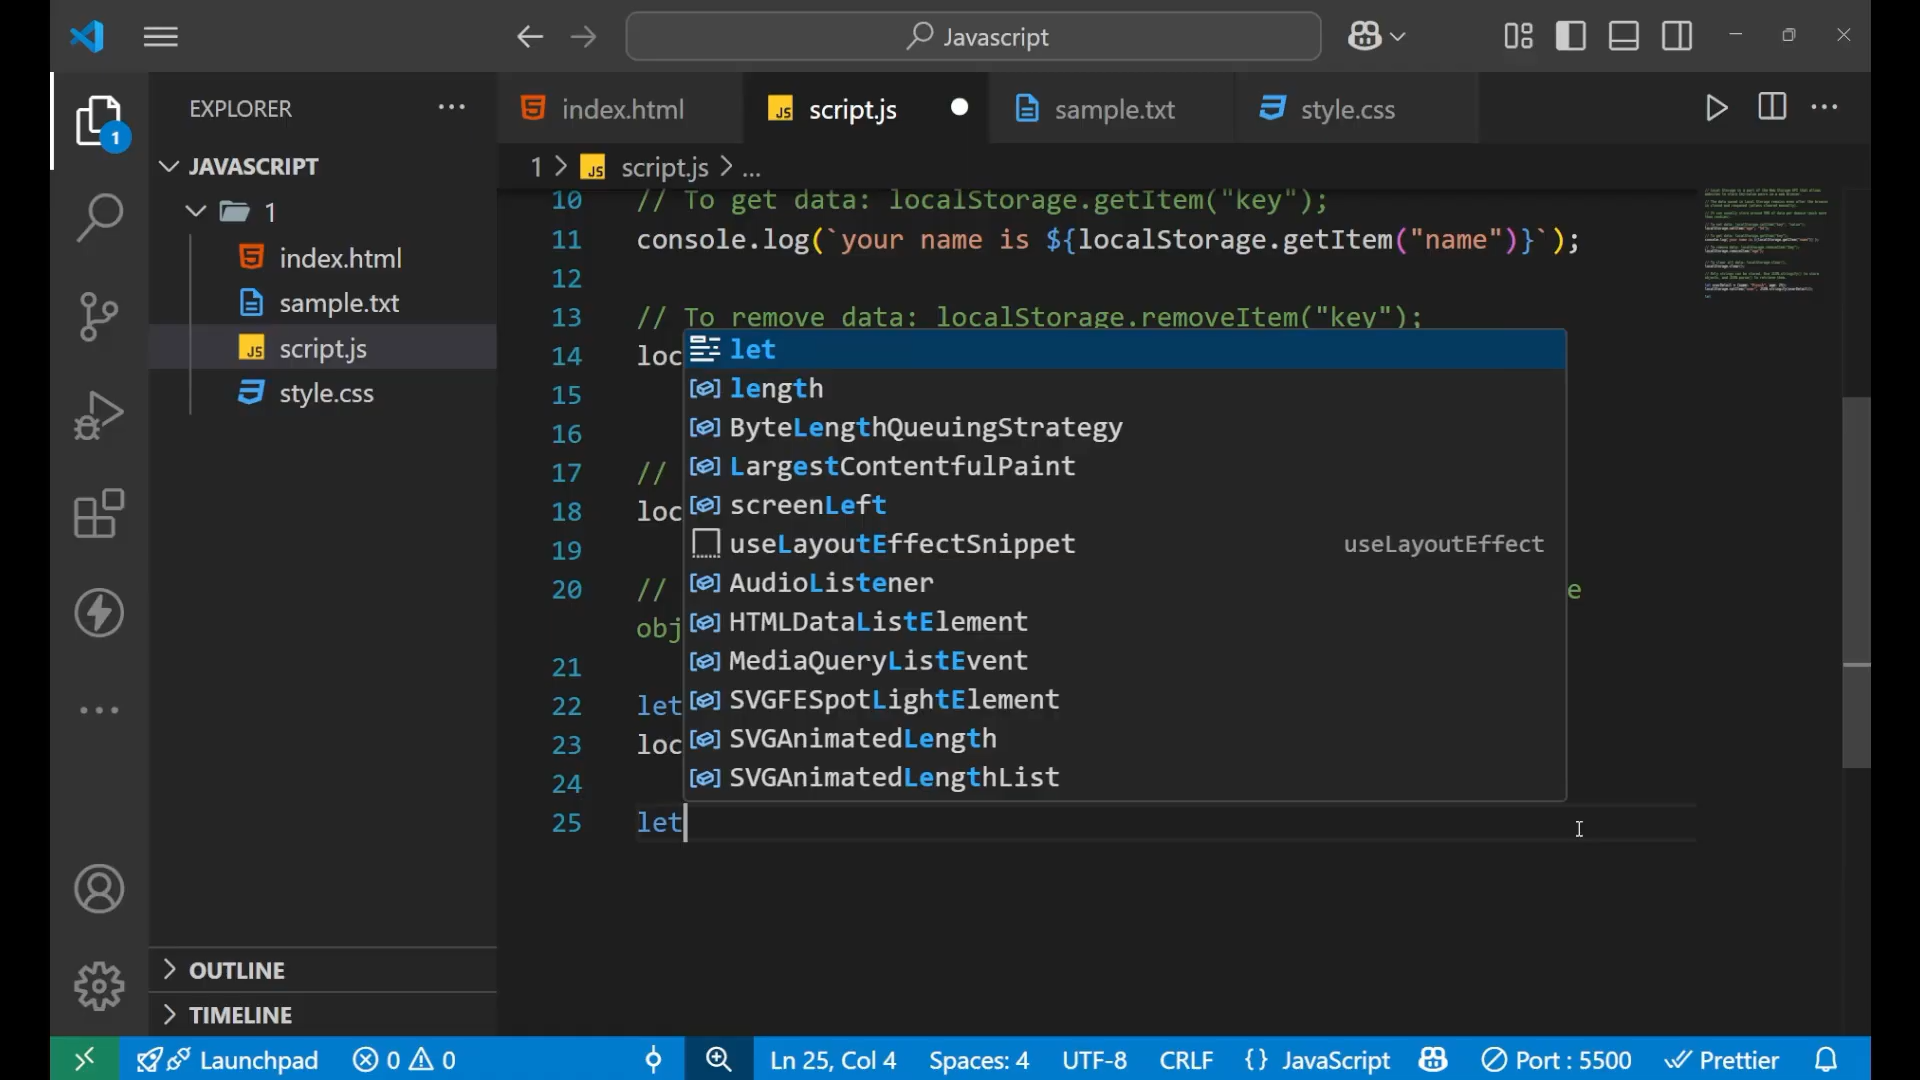 Javascript
EXPLORER
index.html
script.js
sample.txt
style.css
1
JAVASCRIPT
1 > script.js > ...
1
index.html
sample.txt
script.js
style.css
10 // To get data: localStorage.getItem("key");
11 console.log(`your name is ${localStorage.getItem("name")}`);
12
13 // To remove data: localStorage.removeItem("key");
14 loc
let
15
length
16
ByteLengthQueuingStrategy
17 //
LargestContentfulPaint
18 loc
screenLeft
19
useLayoutEffectSnippet useLayoutEffect
20 // e
AudioListener
obj
HTMLDataListElement
21
MediaQueryListEvent
22 let
SVGFESpotLightElement
23 loc
SVGAnimatedLength
24
SVGAnimatedLengthList
25 let
OUTLINE
TIMELINE
Launchpad 0 0 Ln 25, Col 4 Spaces: 4 UTF-8 CRLF {} JavaScript Port : 5500 Prettier